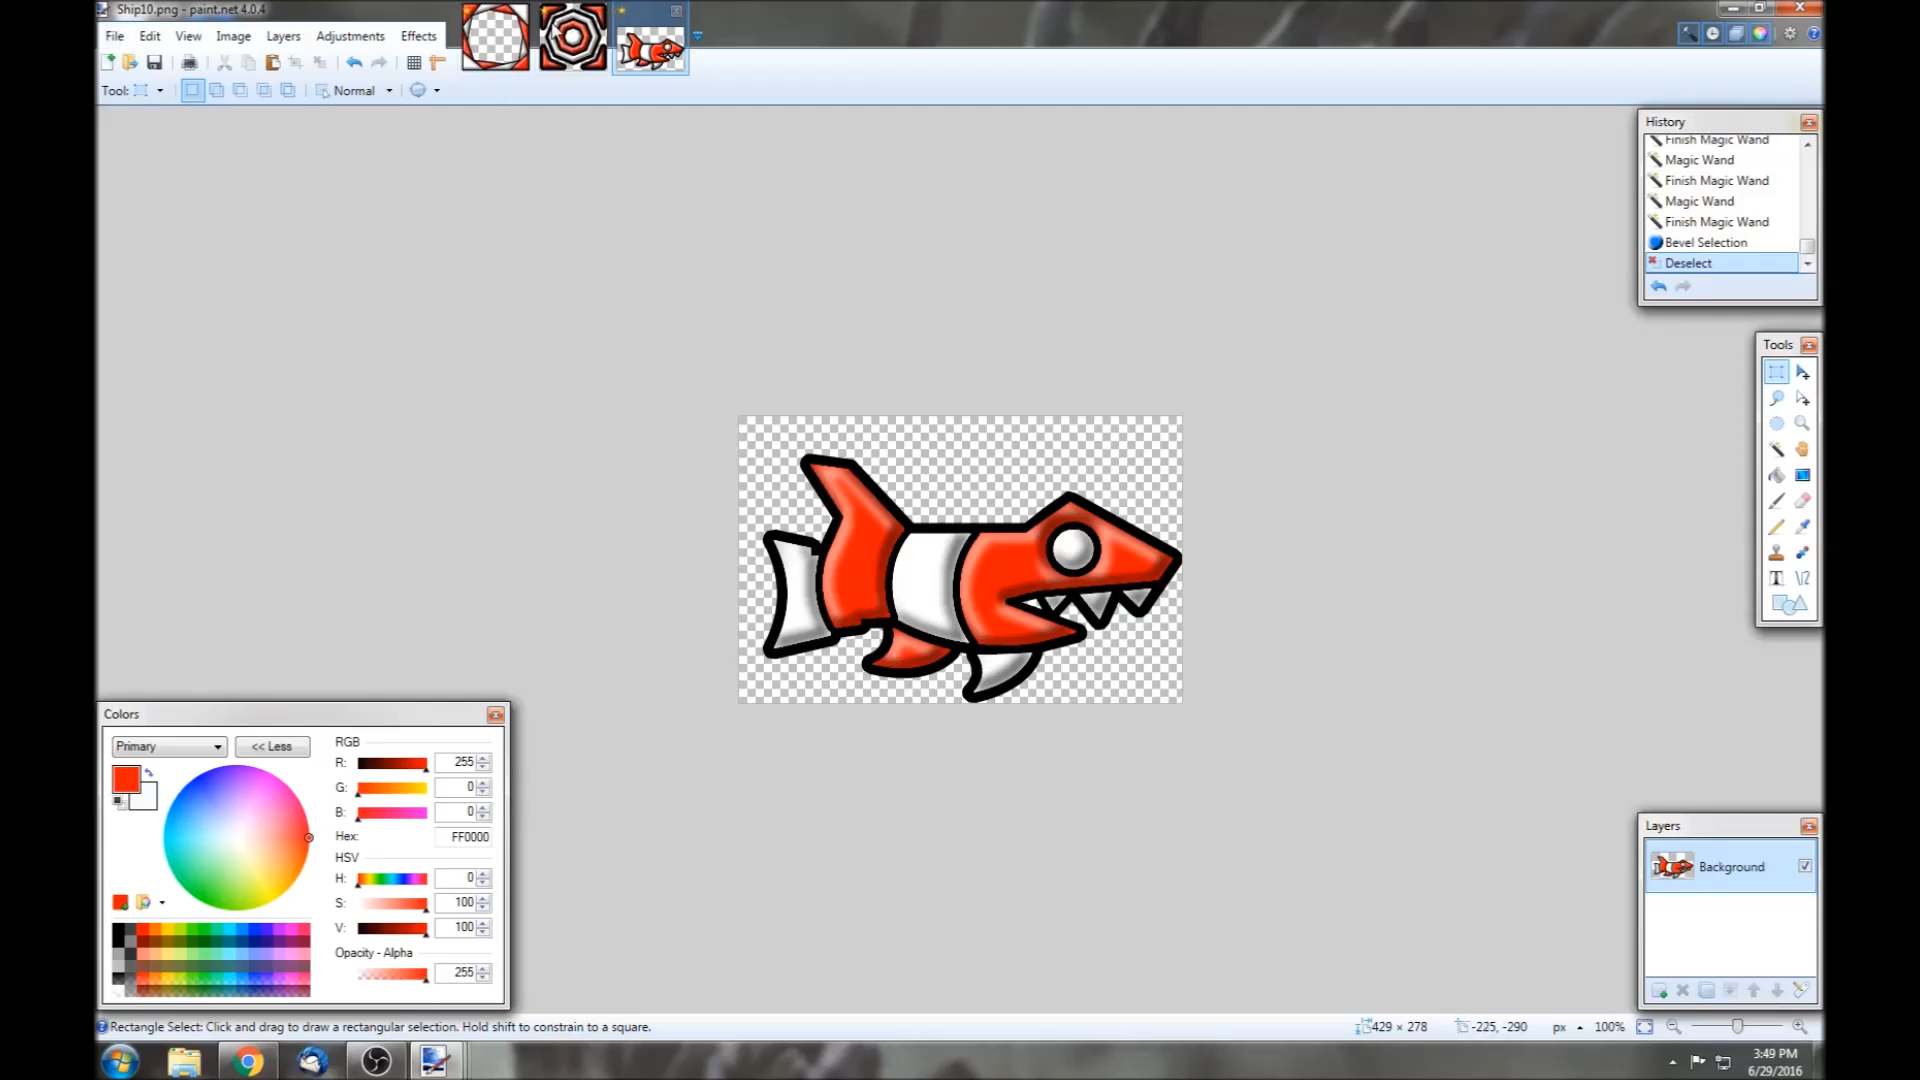 Ship10.png - paint.net 4.0.4
File Edit View Image Layers Adjustments Effects
Tool: Normal
History
Finish Magic Wand
Magic Wand
Finish Magic Wand
Magic Wand
Finish Magic Wand
Bevel Selection
Deselect
Tools
Colors
Primary << Less
RGB
R: 255
G: 0
B: 0
Hex: FF0000
HSV
H: 0
S: 100
V: 100
Opacity - Alpha
255
Layers
Background
Rectangle Select: Click and drag to draw a rectangular selection. Hold shift to constrain to a square.
429 × 278 -225, -290 px 100%
3:49 PM
6/29/2016